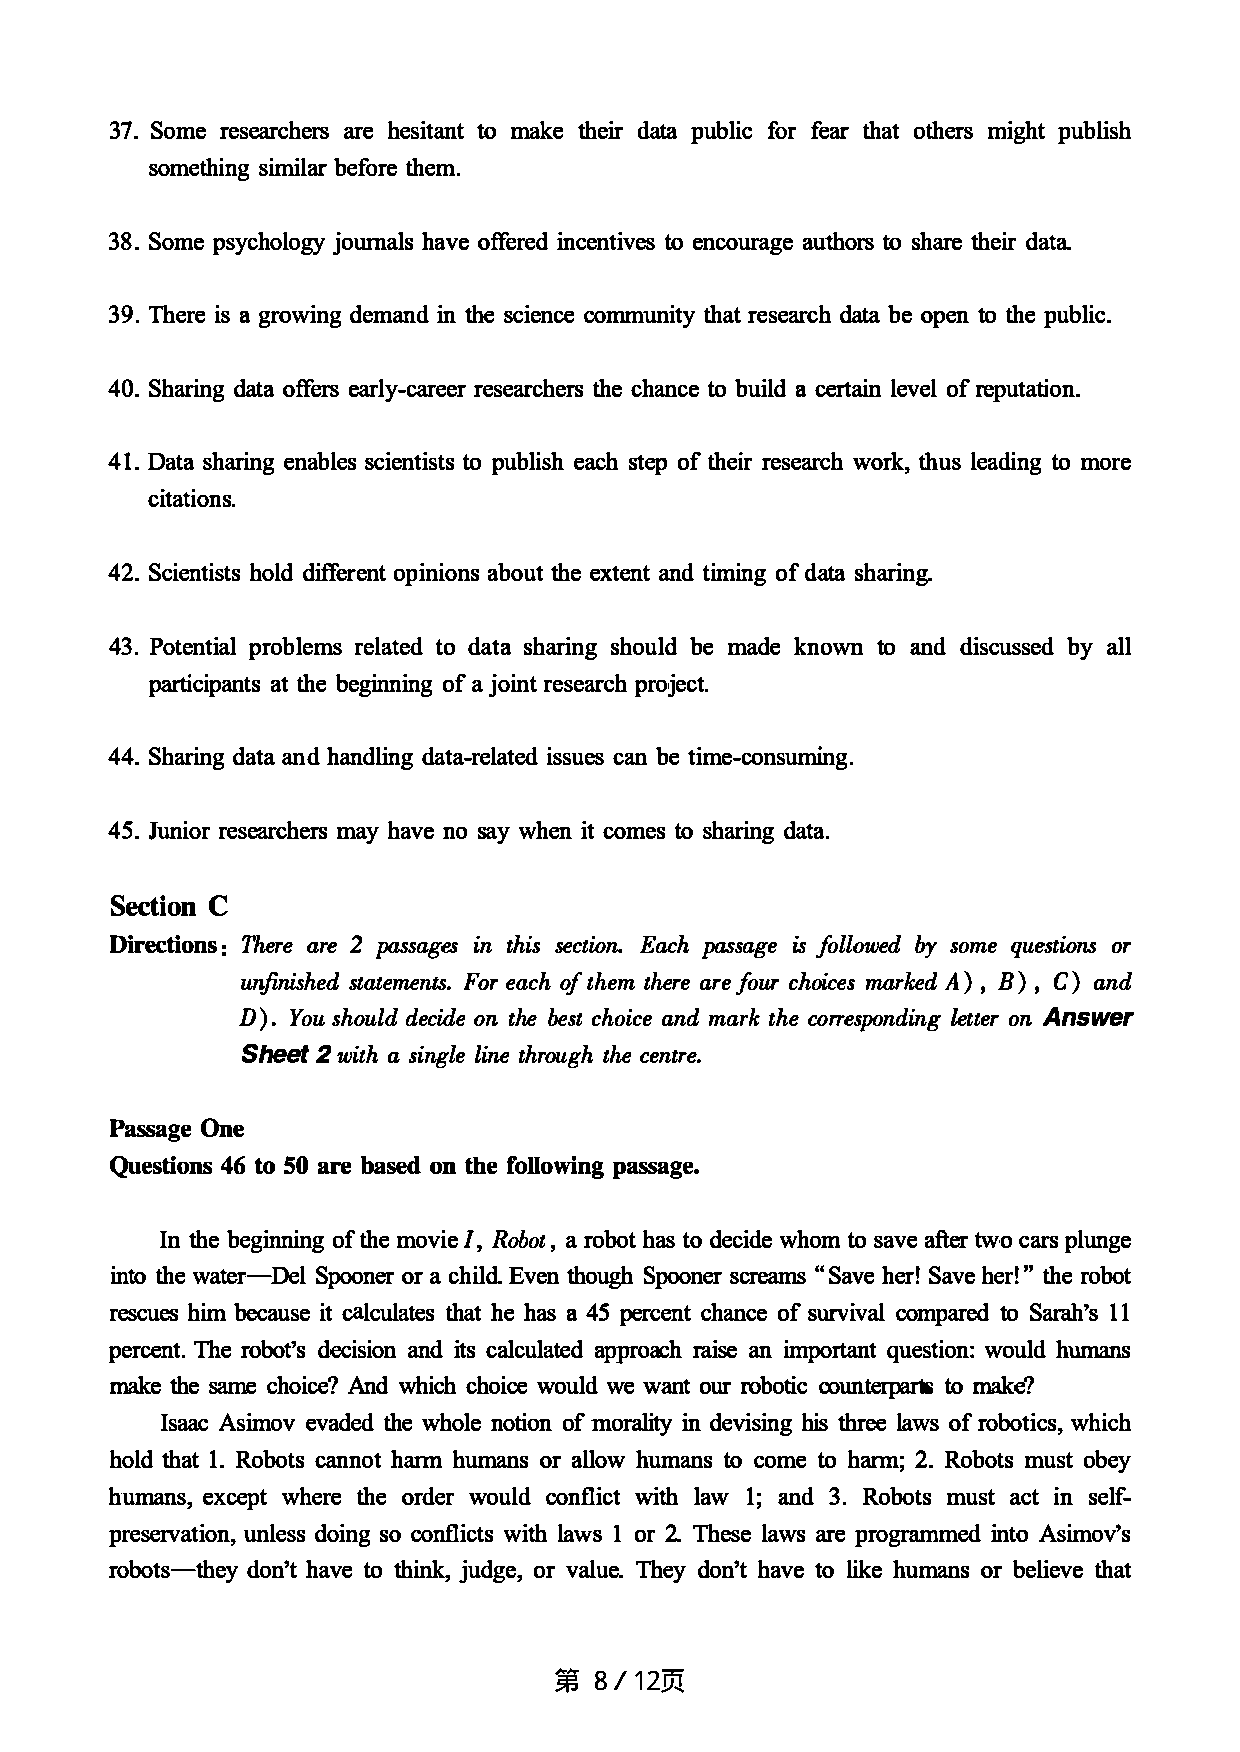 37. Some researchers are hesitant to make their data public for fear that others might publish
something similar before them.
38. Some psychology journals have offered incentives to encourage authors to share their data.
39. There is a growing demand in the science community that research data be open to the public.
40. Sharing data offers early-career researchers the chance to build a certain level of reputation.
41. Data sharing enables scientists to publish each step of their research work, thus leading to more
citations.
42. Scientists hold different opinions about the extent and timing of data sharing.
43. Potential problems related to data sharing should be made known to and discussed by all
participants at the beginning of a joint research project.
44. Sharing data and handling data-related issues can be time-consuming.
45. Junior researchers may have no say when it comes to sharing data.
Section C
Directions: There are 2 passages in this section. Each passage is followed by some questions or
unfinished statements. For each of them there are four choices marked A), B), C) and
D). You should decide on the best choice and mark the corresponding letter on Answer
Sheet 2 with a single line through the centre.
Passage One
Questions 46 to 50 are based on the following passage.
In the beginning of the movie I, Robot, a robot has to decide whom to save after two cars plunge
into the water—Del Spooner or a child. Even though Spooner screams “Save her! Save her!” the robot
rescues him because it calculates that he has a 45 percent chance of survival compared to Sarah’s 11
percent. The robot’s decision and its calculated approach raise an important question: would humans
make the same choice? And which choice would we want our robotic counterparts to make?
Isaac Asimov evaded the whole notion of morality in devising his three laws of robotics, which
hold that 1. Robots cannot harm humans or allow humans to come to harm; 2. Robots must obey
humans, except where the order would conflict with law 1; and 3. Robots must act in self-
preservation, unless doing so conflicts with laws 1 or 2. These laws are programmed into Asimov’s
robots—they don’t have to think, judge, or value. They don’t have to like humans or believe that
第 8 / 12页